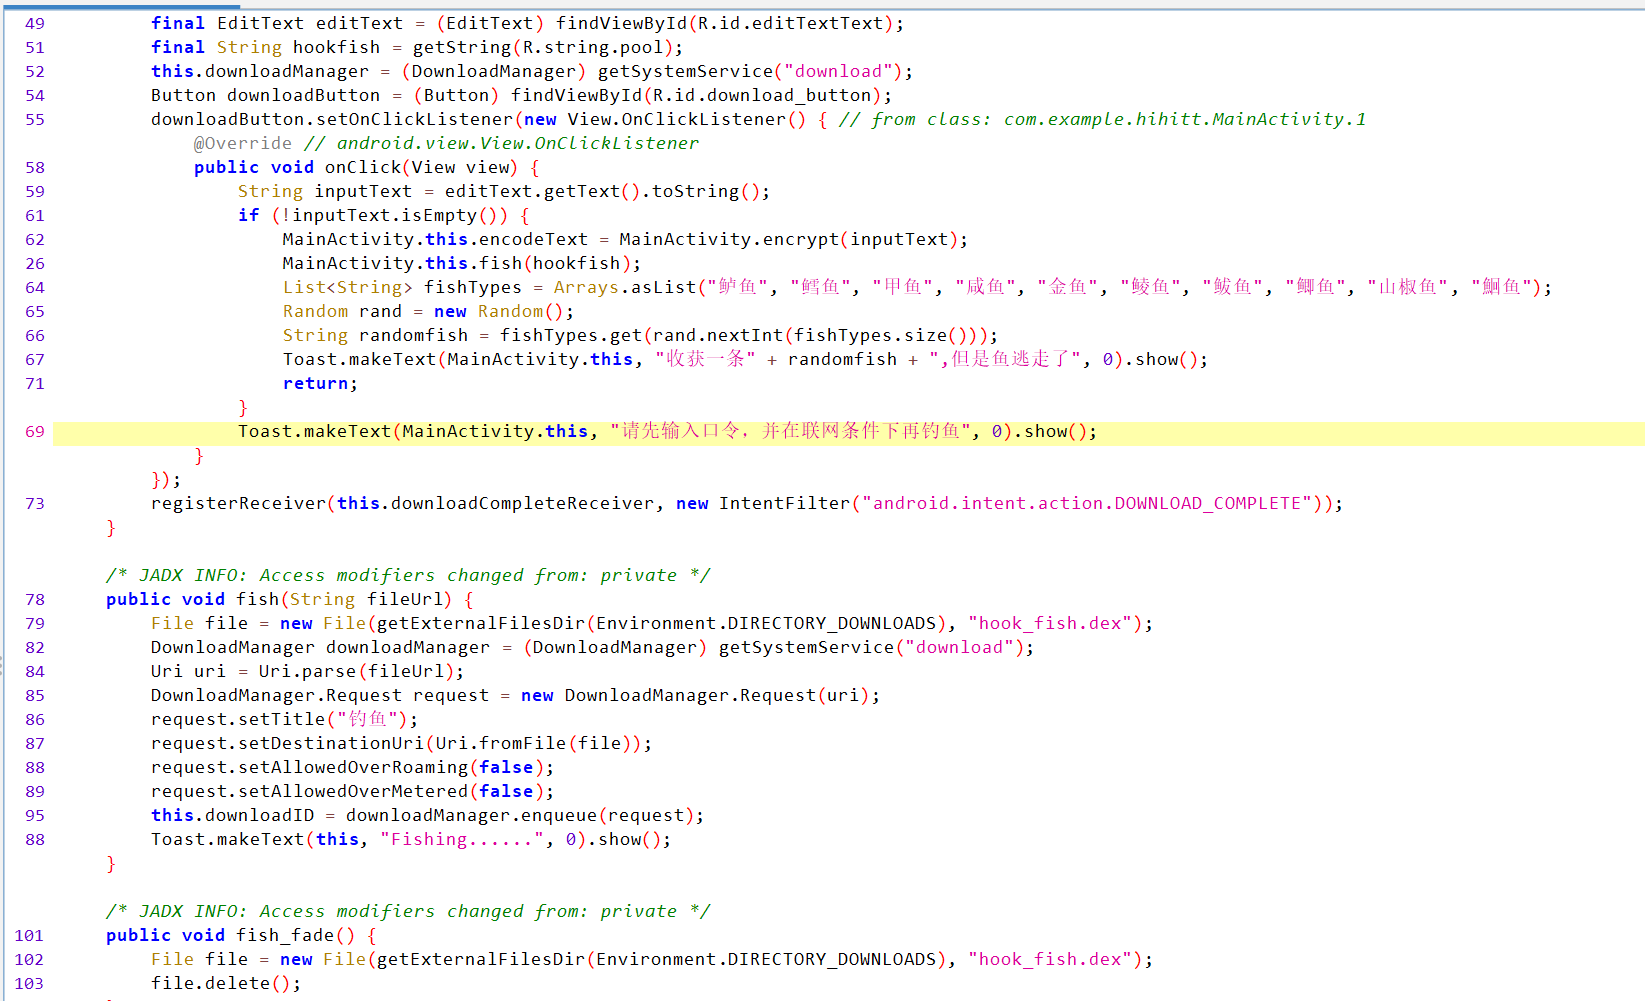 49 final EditText editText = (EditText) findViewById(R.id.editTextText);
51 final String hookfish = getString(R.string.pool);
52 this.downloadManager = (DownloadManager) getSystemService("download");
54 Button downloadButton = (Button) findViewById(R.id.download_button);
55 downloadButton.setOnClickListener(new View.OnClickListener() { // from class: com.example.hihitt.MainActivity.1
@Override // android.view.View.OnClickListener
58 public void onClick(View view) {
59 String inputText = editText.getText().toString();
61 if (!inputText.isEmpty()) {
62 MainActivity.this.encodeText = MainActivity.encrypt(inputText);
26 MainActivity.this.fish(hookfish);
64 List<String> fishTypes = Arrays.asList("鲈鱼", "鳕鱼", "甲鱼", "咸鱼", "金鱼", "鲮鱼", "鲅鱼", "鲫鱼", "山椒鱼", "鮰鱼");
65 Random rand = new Random();
66 String randomfish = fishTypes.get(rand.nextInt(fishTypes.size()));
67 Toast.makeText(MainActivity.this, "收获一条" + randomfish + ",但是鱼逃走了", 0).show();
71 return;
}
69 Toast.makeText(MainActivity.this, "请先输入口令，并在联网条件下再钓鱼", 0).show();
}
});
73 registerReceiver(this.downloadCompleteReceiver, new IntentFilter("android.intent.action.DOWNLOAD_COMPLETE"));
}
/* JADX INFO: Access modifiers changed from: private */
78 public void fish(String fileUrl) {
79 File file = new File(getExternalFilesDir(Environment.DIRECTORY_DOWNLOADS), "hook_fish.dex");
82 DownloadManager downloadManager = (DownloadManager) getSystemService("download");
84 Uri uri = Uri.parse(fileUrl);
85 DownloadManager.Request request = new DownloadManager.Request(uri);
86 request.setTitle("钓鱼");
87 request.setDestinationUri(Uri.fromFile(file));
88 request.setAllowedOverRoaming(false);
89 request.setAllowedOverMetered(false);
95 this.downloadID = downloadManager.enqueue(request);
88 Toast.makeText(this, "Fishing......", 0).show();
}
/* JADX INFO: Access modifiers changed from: private */
101 public void fish_fade() {
102 File file = new File(getExternalFilesDir(Environment.DIRECTORY_DOWNLOADS), "hook_fish.dex");
103 file.delete();